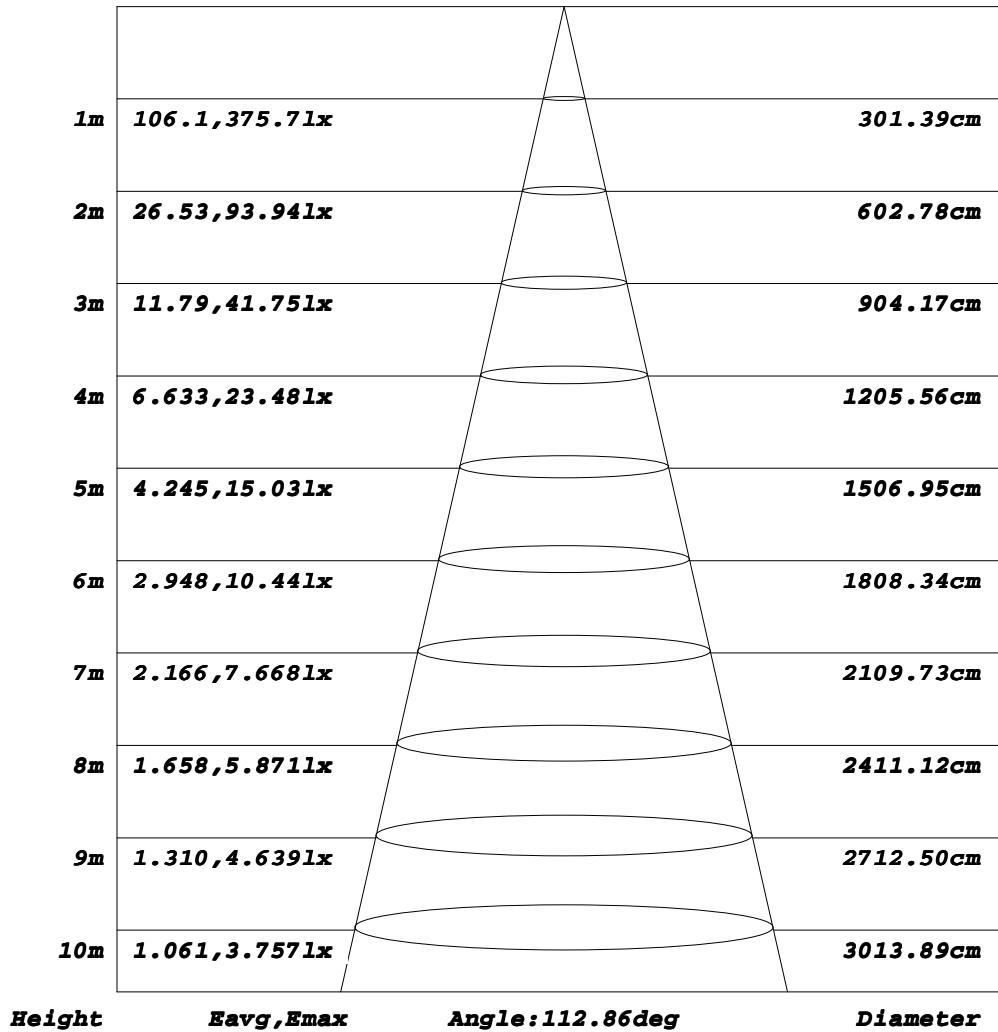 1m 106.1,375.7lx 301.39cm
2m 26.53,93.94lx 602.78cm
3m 11.79,41.75lx 904.17cm
4m 6.633,23.48lx 1205.56cm
5m 4.245,15.03lx 1506.95cm
6m 2.948,10.44lx 1808.34cm
7m 2.166,7.668lx 2109.73cm
8m 1.658,5.871lx 2411.12cm
9m 1.310,4.639lx 2712.50cm
10m 1.061,3.757lx 3013.89cm
Height Eavg,Emax Angle:112.86deg Diameter